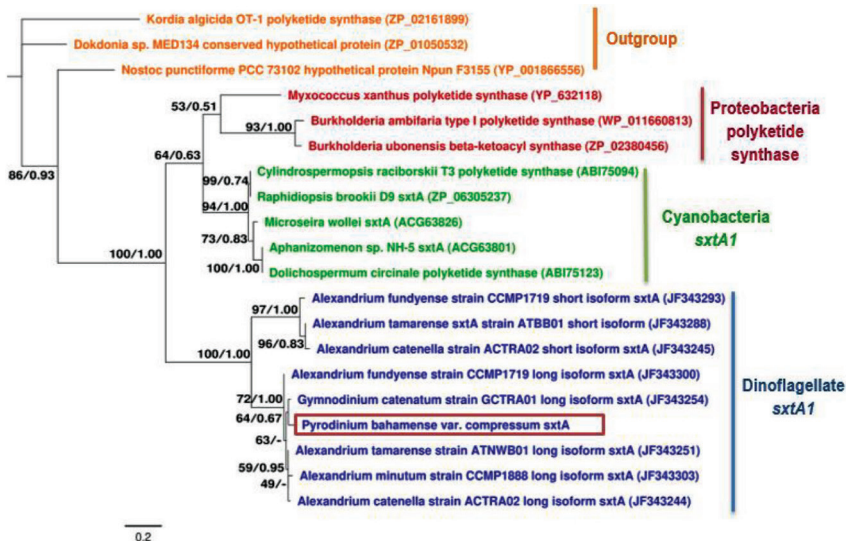 Kordia algicida OT-1 polyketide synthase (ZP_02161899)
Dokdonia sp. MED134 conserved hypothetical protein (ZP_01050532)
Outgroup
Nostoc punctiforme PCC 73102 hypothetical protein Npun F3155 (YP_001866556)
53/0.51
Myxococcus xanthus polyketide synthase (YP_632118)
Burkholderia ambifaria type I polyketide synthase (WP_011660813)
93/1.00
Burkholderia ubonensis beta-ketoacyl synthase (ZP_02380456)
Proteobacteria
polyketide
synthase
64/0.63
86/0.93
99/0.74
Cylindrospermopsis raciborskii T3 polyketide synthase (ABI75094)
Raphidiopsis brookii D9 sxtA (ZP_06305237)
94/1.00
Microseira wollei sxtA (ACG63826)
73/0.83
Aphanizomenon sp. NH-5 sxtA (ACG63801)
100/1.00
Dolichospermum circinale polyketide synthase (ABI75123)
Cyanobacteria
sxtA1
100/1.00
97/1.00
Alexandrium fundyense strain CCMP1719 short isoform sxtA (JF343293)
Alexandrium tamarense sxtA strain ATBB01 short isoform (JF343288)
96/0.83
Alexandrium catenella strain ACTRA02 short isoform sxtA (JF343245)
100/1.00
Alexandrium fundyense strain CCMP1719 long isoform sxtA (JF343300)
72/1.00
Gymnodinium catenatum strain GCTRA01 long isoform sxtA (JF343254)
64/0.67
Pyrodinium bahamense var. compressum sxtA
63/-
Alexandrium tamarense strain ATNWB01 long isoform sxtA (JF343251)
59/0.95
Alexandrium minutum strain CCMP1888 long isoform sxtA (JF343303)
49/-
Alexandrium catenella strain ACTRA02 long isoform sxtA (JF343244)
Dinoflagellate
sxtA1
0.2